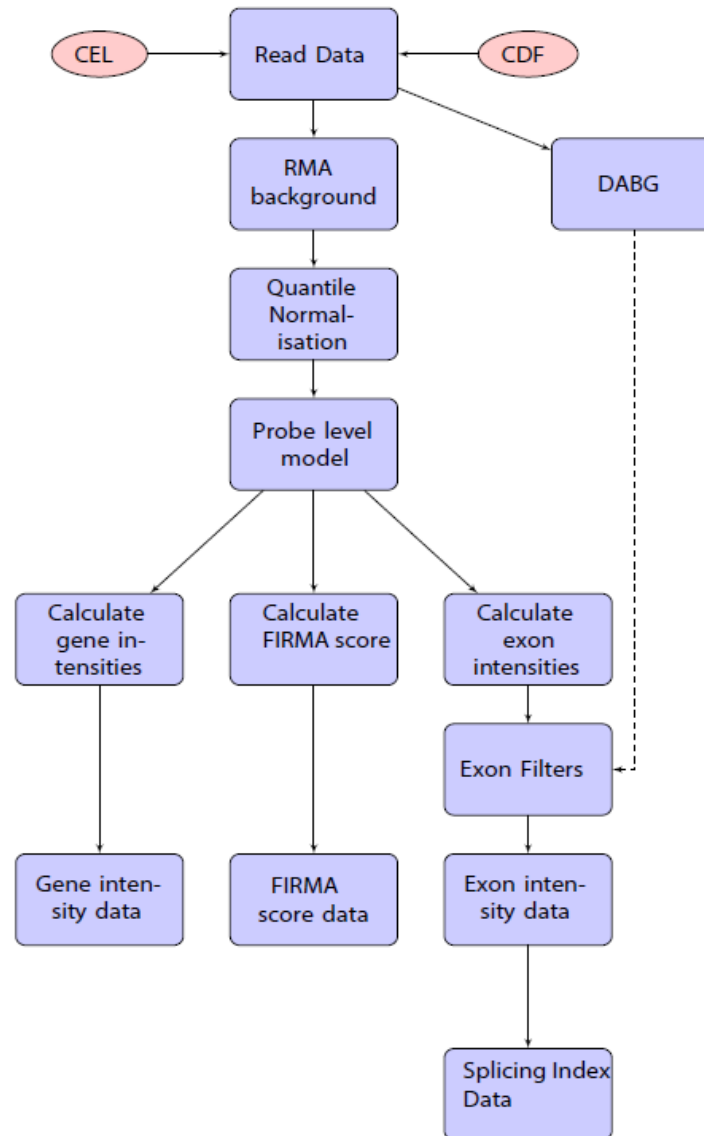 CEL
Read Data
CDF
RMA
background
DABG
Quantile
Normal-
isation
Probe level
model
Calculate
gene in-
tensities
Calculate
FIRMA score
Calculate
exon
intensities
Exon Filters
Gene inten-
sity data
FIRMA
score data
Exon inten-
sity data
Splicing Index
Data